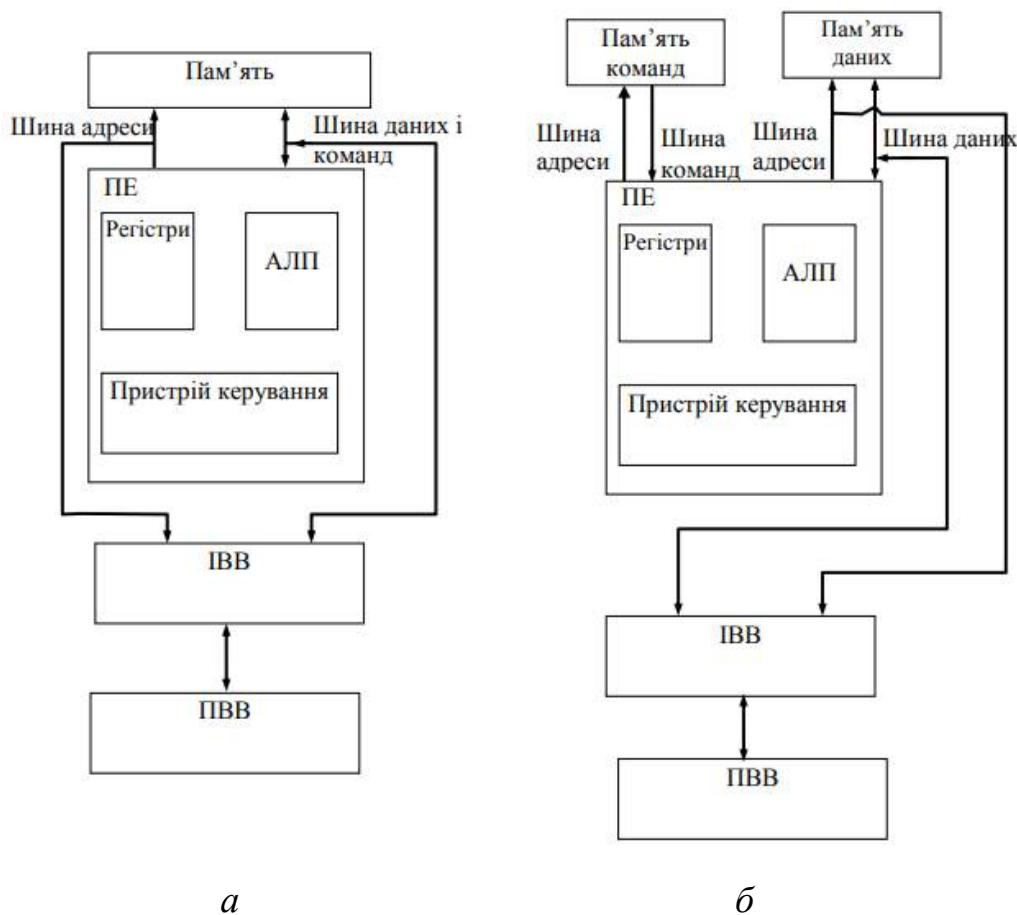 Пам’ять
Шина адреси
Шина даних і
команд
ПЕ
Регістри
АЛП
Пристрій керування
ІВВ
ПВВ
а
Пам’ять
команд
Пам’ять
даних
Шина
адреси
Шина
команд
Шина
адреси
Шина даних
ПЕ
Регістри
АЛП
Пристрій керування
ІВВ
ПВВ
б